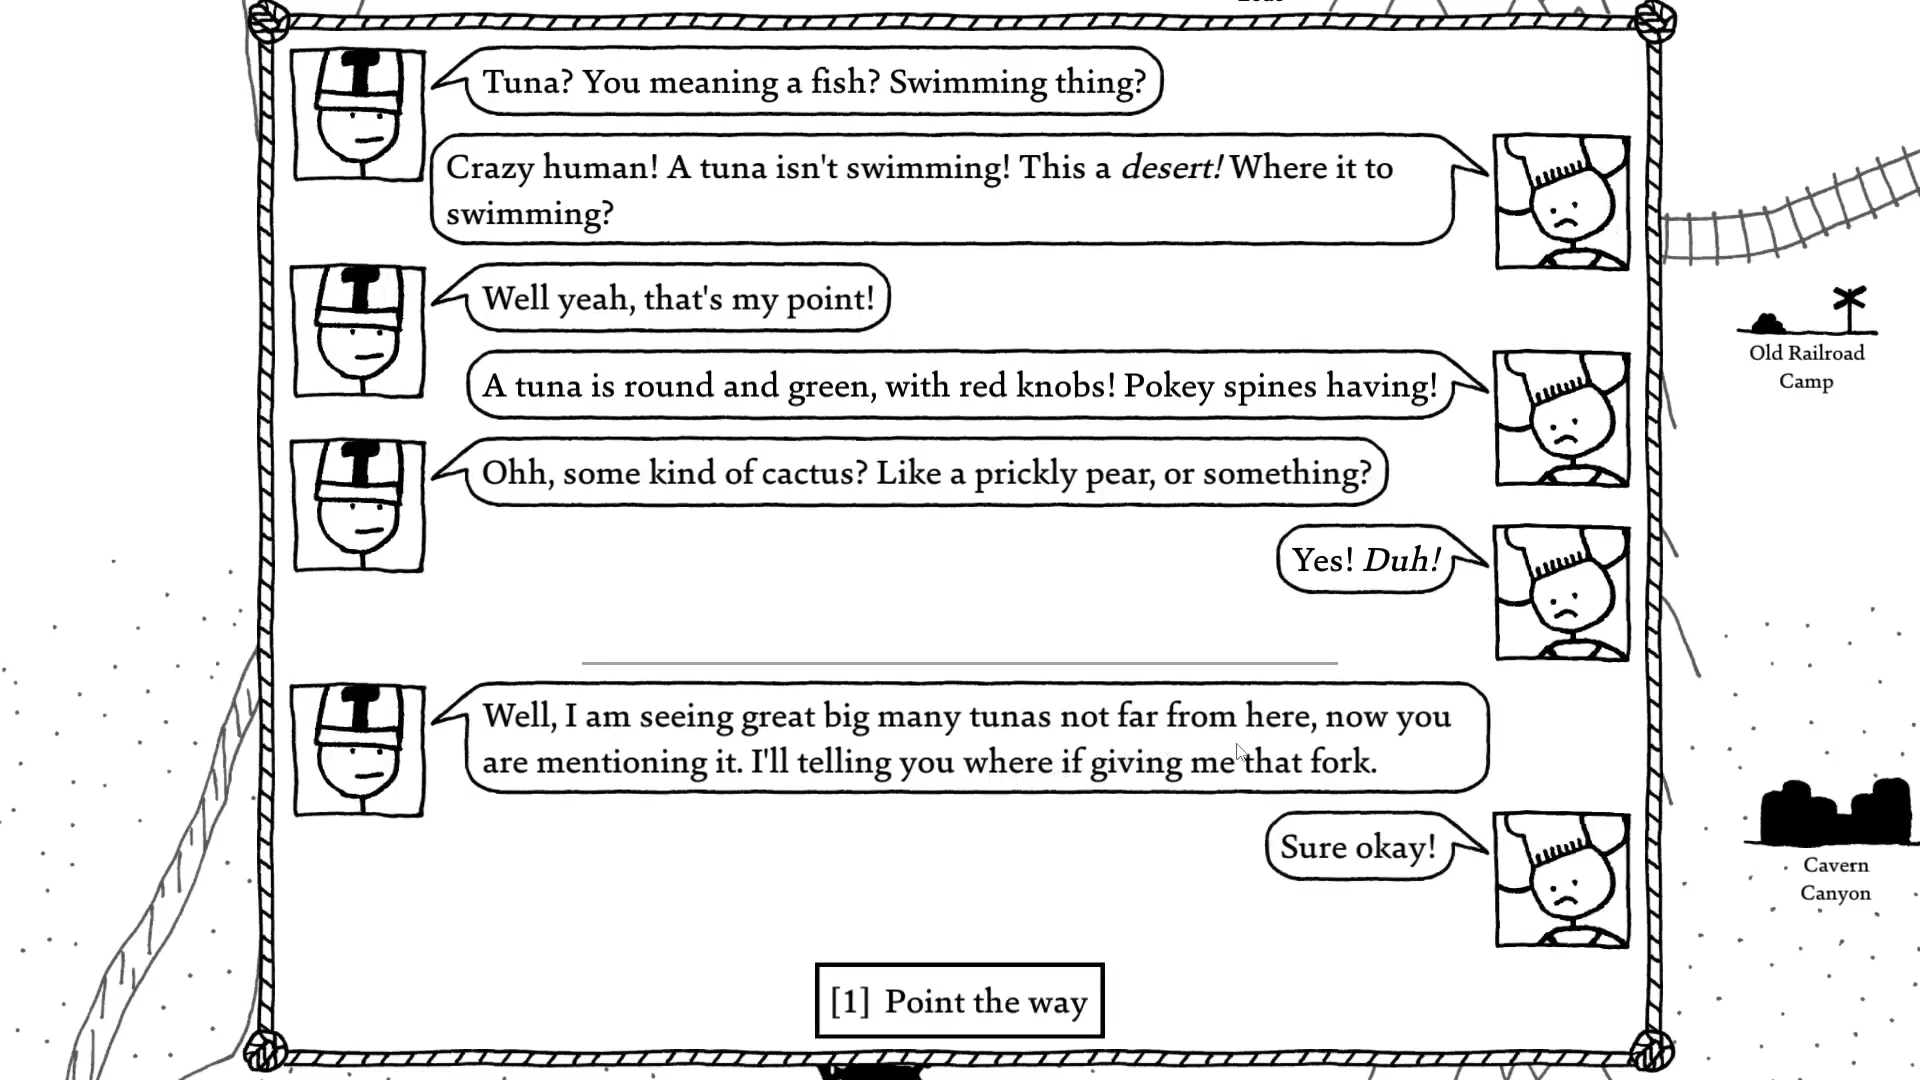 Tuna? You meaning a fish? Swimming thing?
Crazy human! A tuna isn't swimming! This a desert! Where it to
swimming?
Well yeah, that's my point!
A tuna is round and green, with red knobs! Pokey spines having!
Ohh, some kind of cactus? Like a prickly pear, or something?
Yes! Duh!
Well, I am seeing great big many tunas not far from here, now you
are mentioning it. I'll telling you where if giving me that fork.
Sure okay!
[1] Point the way
Old Railroad
Camp
Cavern
Canyon